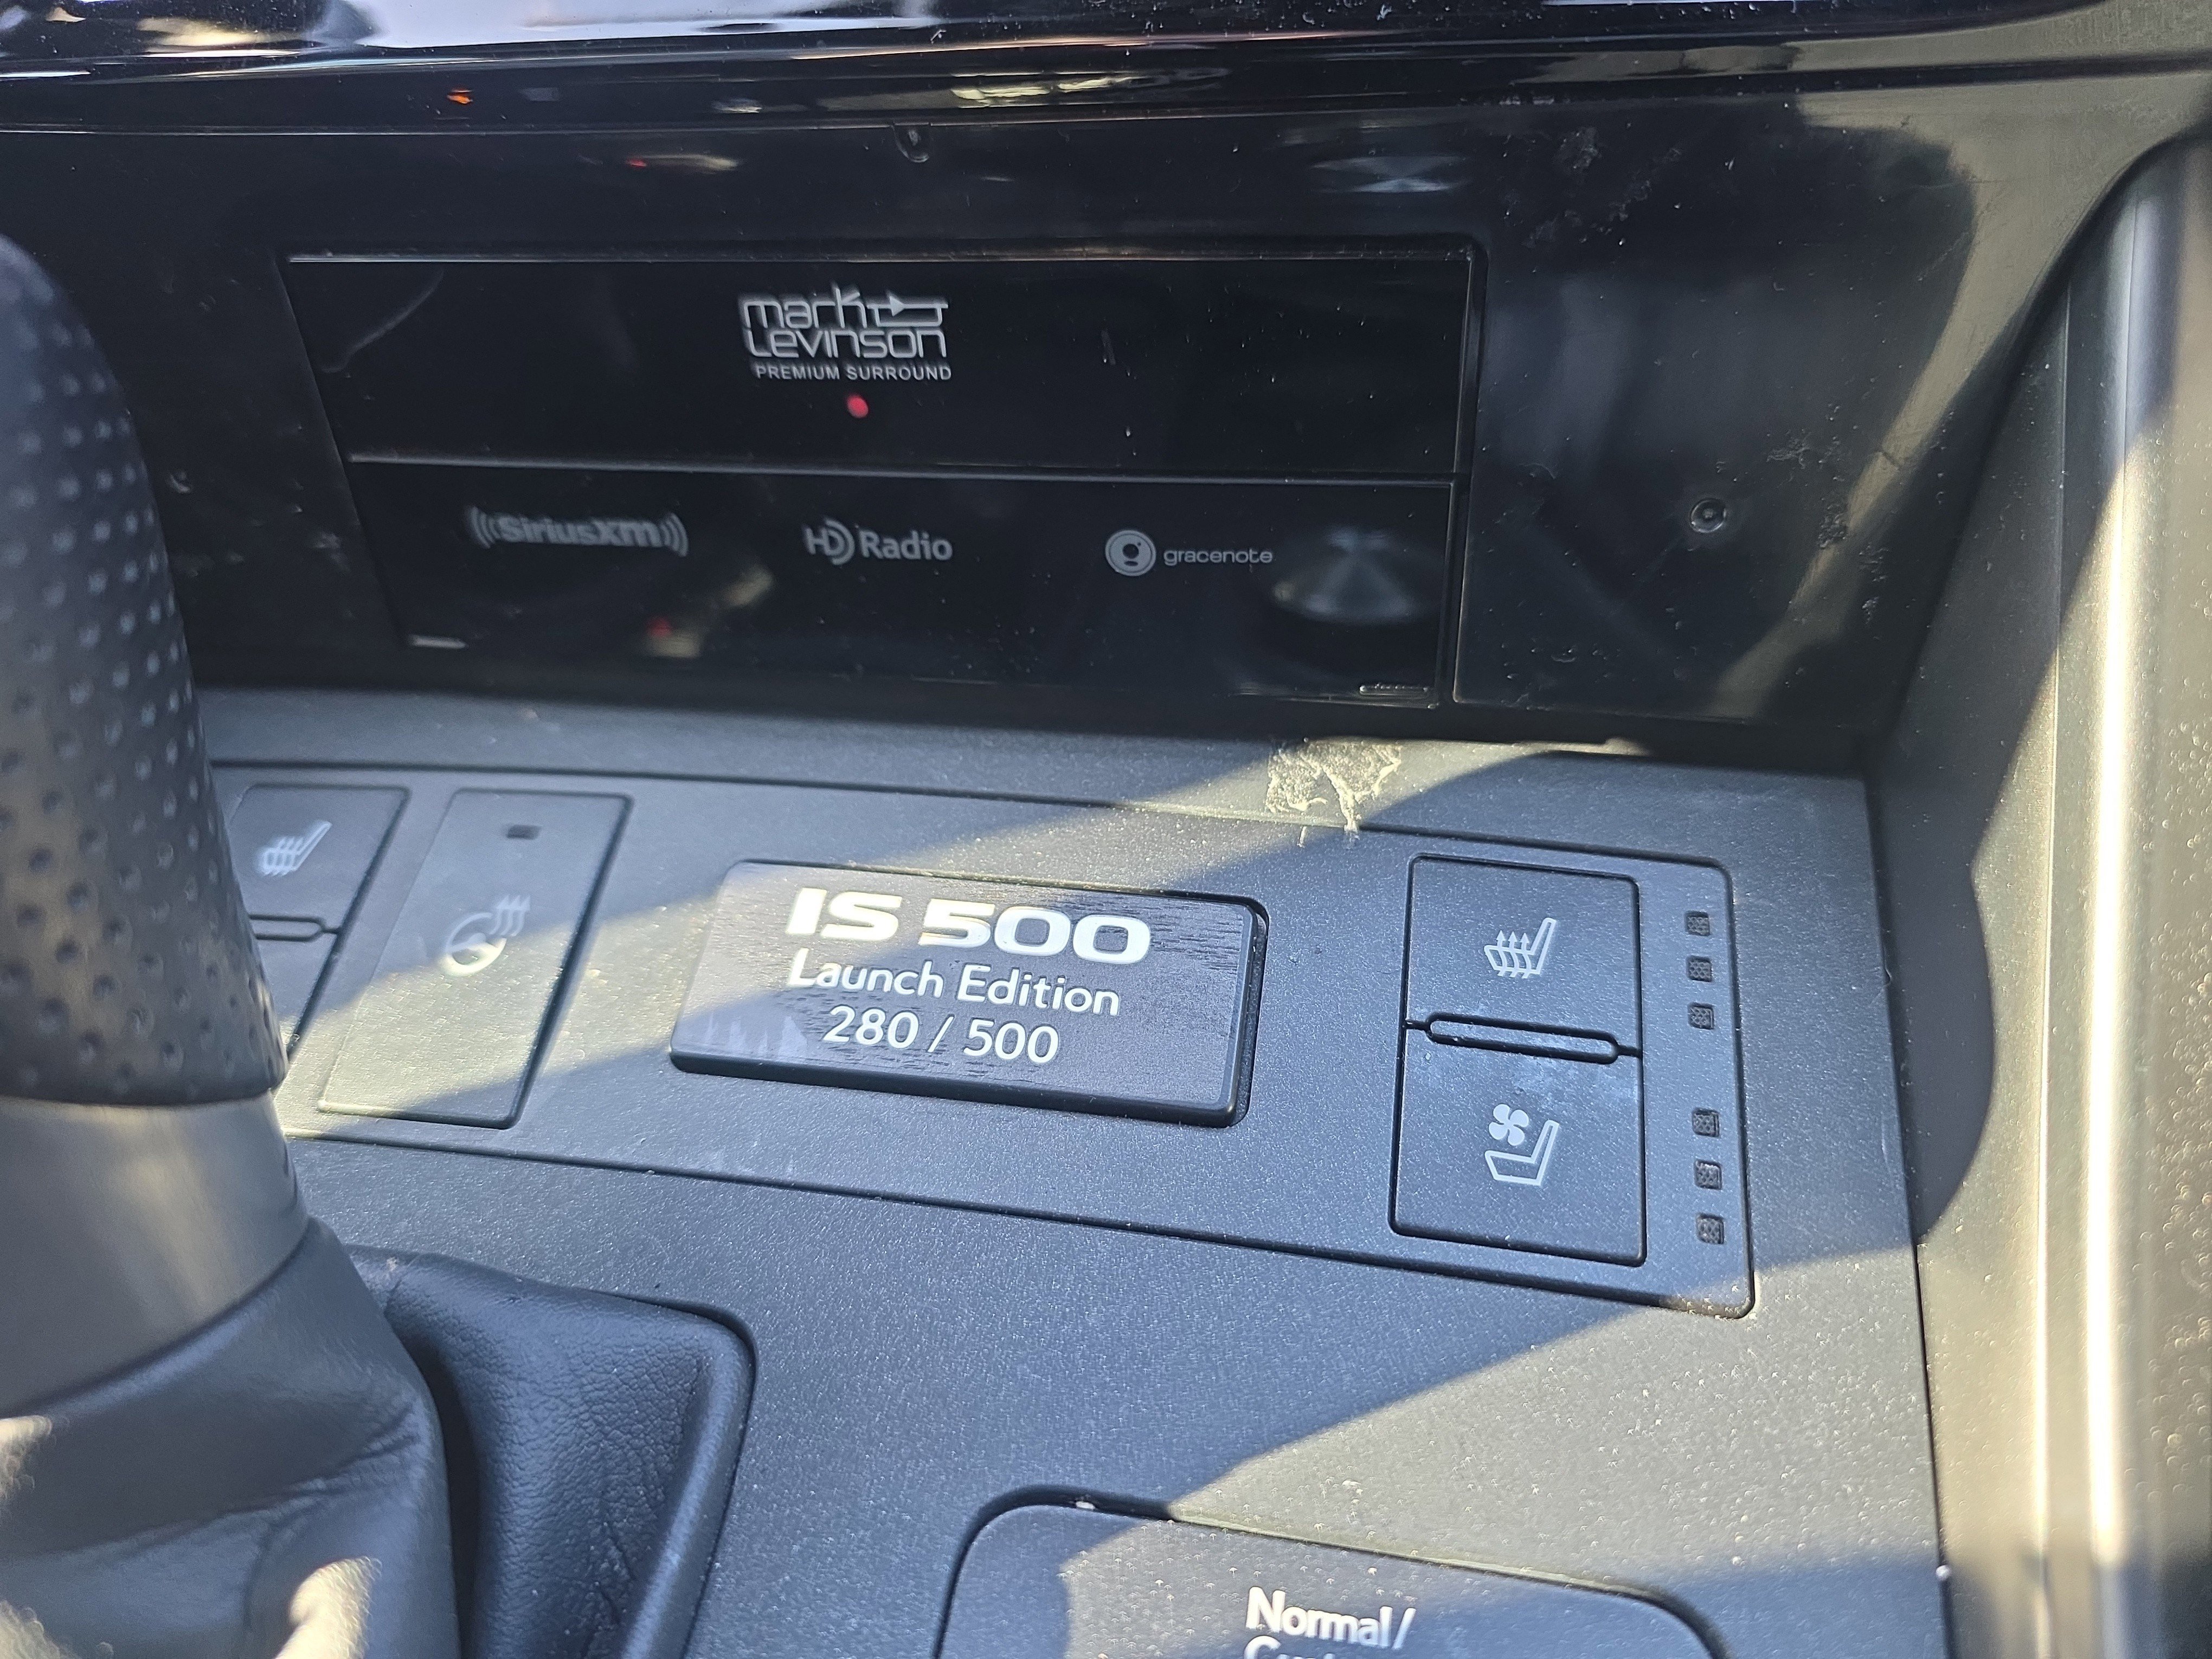 mark
Levinson
PREMIUM SURROUND
((SiriusXM))
HD Radio
gracenote
IS 500
Launch Edition
280 / 500
Normal/